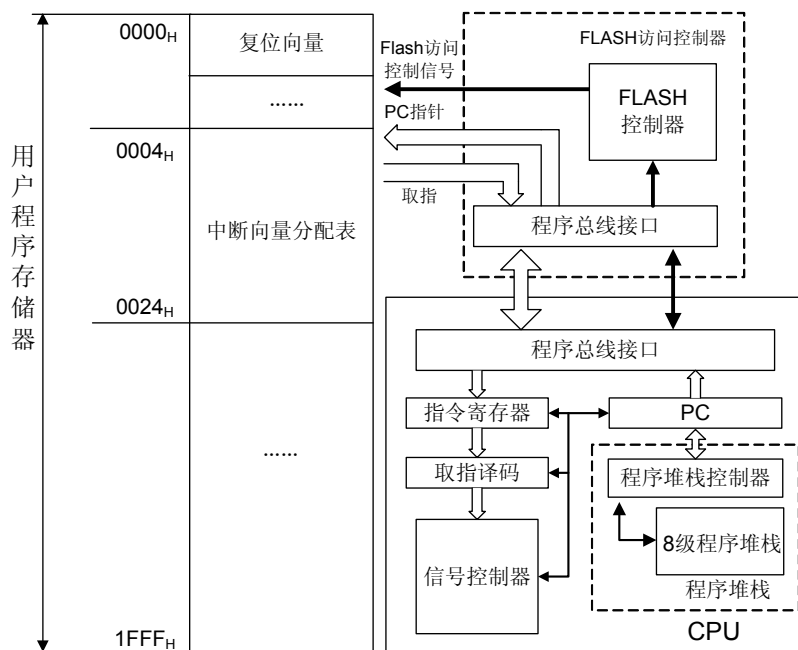 用户程序存储器
0000H
复位向量
......
0004H
中断向量分配表
0024H
......
1FFFH
Flash访问
控制信号
PC指针
取指
FLASH访问控制器
FLASH
控制器
程序总线接口
程序总线接口
指令寄存器
PC
取指译码
程序堆栈控制器
信号控制器
8级程序堆栈
程序堆栈
CPU